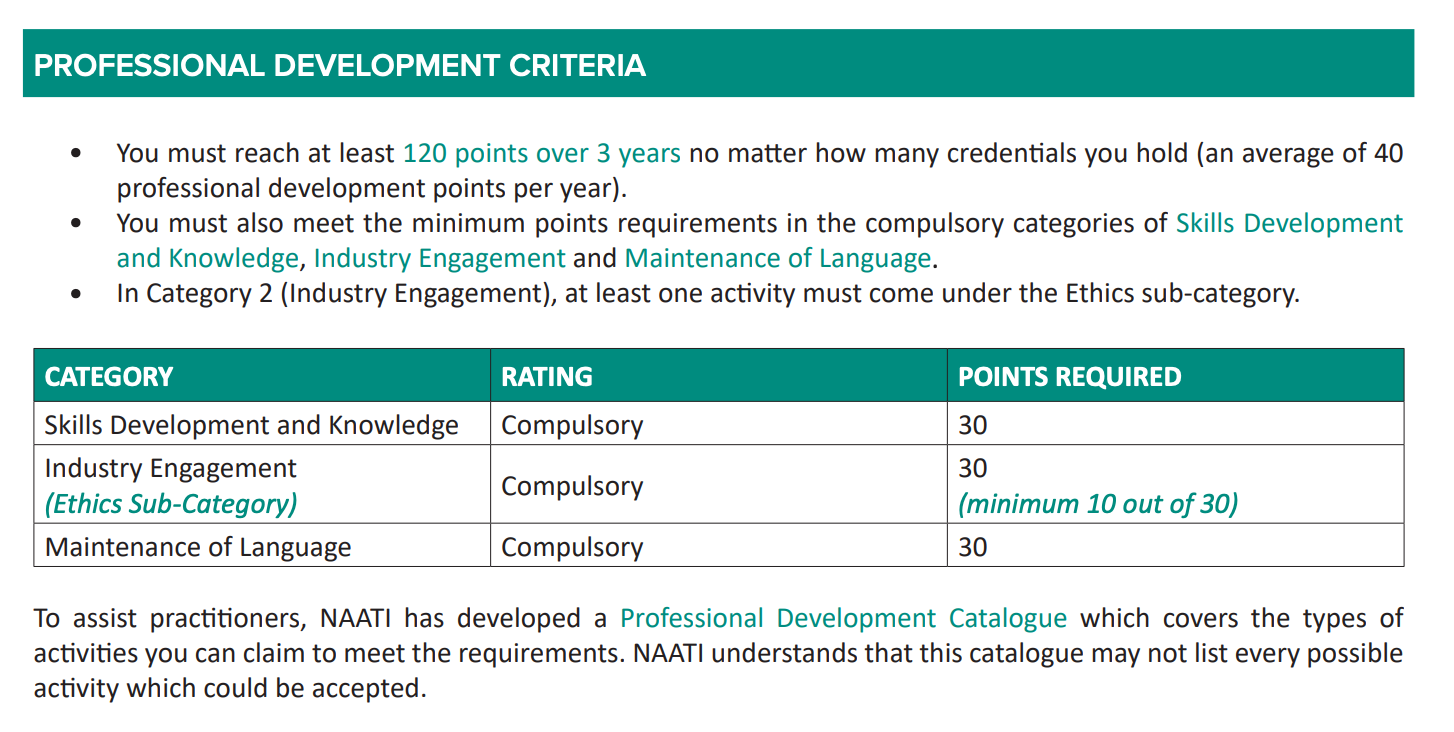 PROFESSIONAL DEVELOPMENT CRITERIA
• You must reach at least 120 points over 3 years no matter how many credentials you hold (an average of 40
professional development points per year).
• You must also meet the minimum points requirements in the compulsory categories of Skills Development
and Knowledge, Industry Engagement and Maintenance of Language.
• In Category 2 (Industry Engagement), at least one activity must come under the Ethics sub-category.
CATEGORY RATING POINTS REQUIRED
Skills Development and Knowledge Compulsory 30
Industry Engagement Compulsory 30
(Ethics Sub-Category) (minimum 10 out of 30)
Maintenance of Language Compulsory 30
To assist practitioners, NAATI has developed a Professional Development Catalogue which covers the types of
activities you can claim to meet the requirements. NAATI understands that this catalogue may not list every possible
activity which could be accepted.